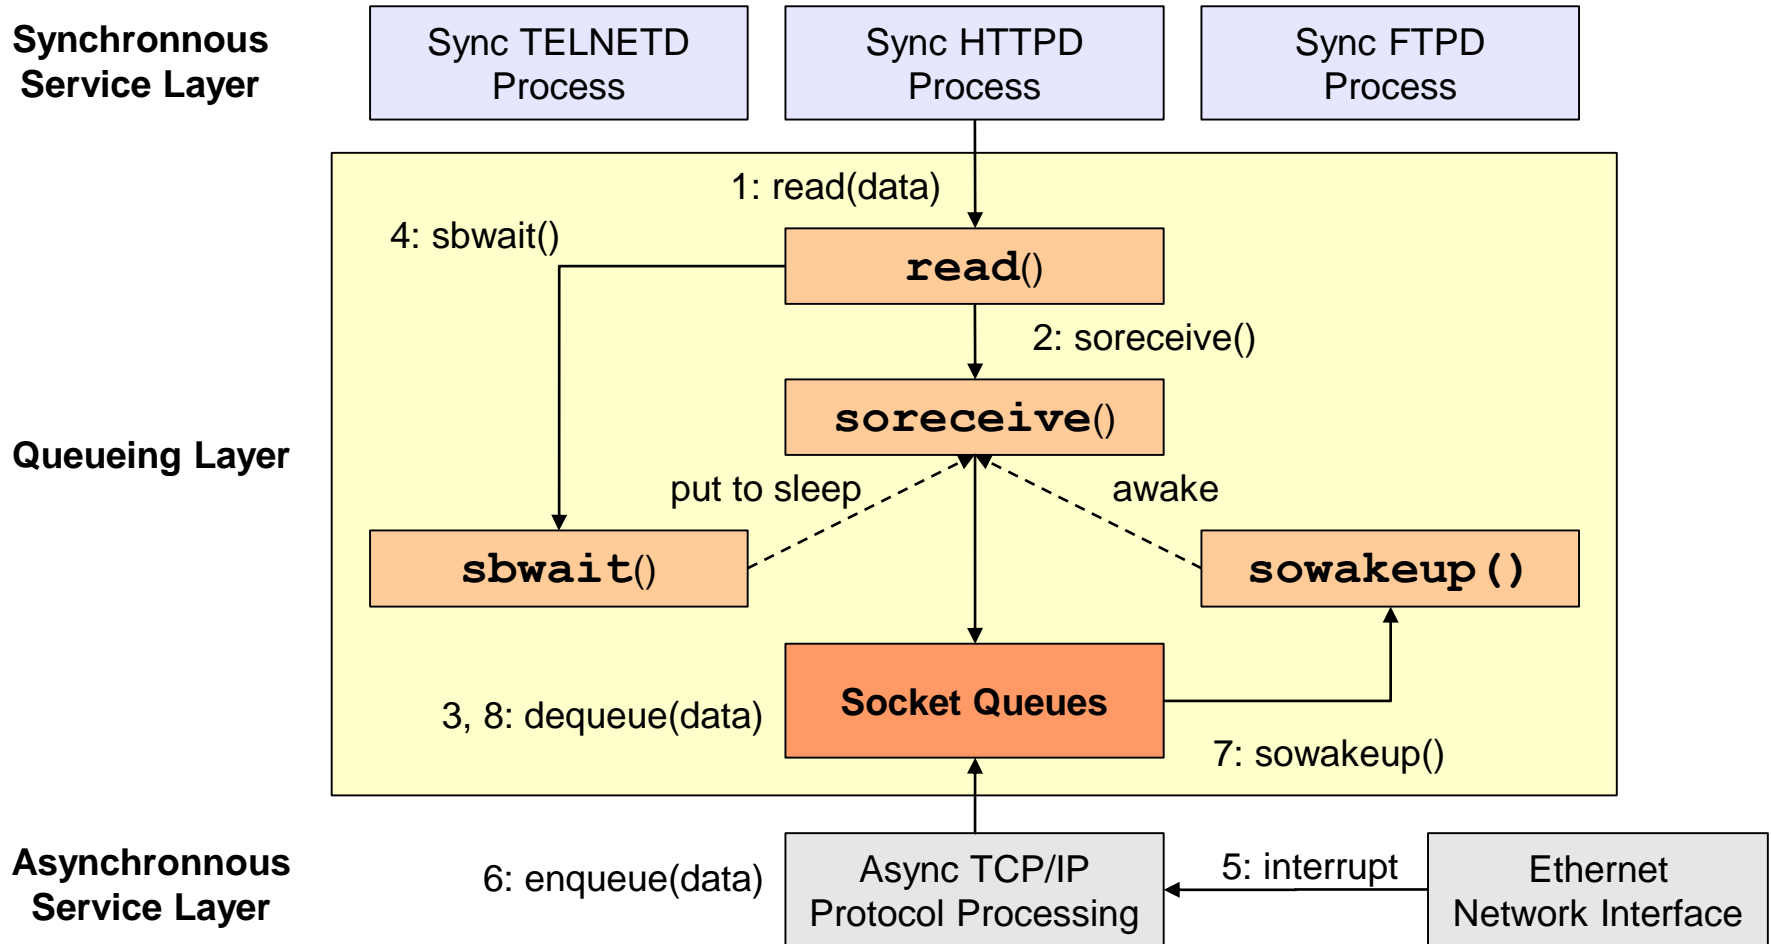 Synchronnous
Service Layer
Sync TELNETD
Process
Sync HTTPD
Process
Sync FTPD
Process
1: read(data)
4: sbwait()
read()
2: soreceive()
soreceive()
Queueing Layer
put to sleep
awake
sbwait()
sowakeup()
Socket Queues
3, 8: dequeue(data)
7: sowakeup()
Asynchronnous
Service Layer
6: enqueue(data)
Async TCP/IP
Protocol Processing
5: interrupt
Ethernet
Network Interface